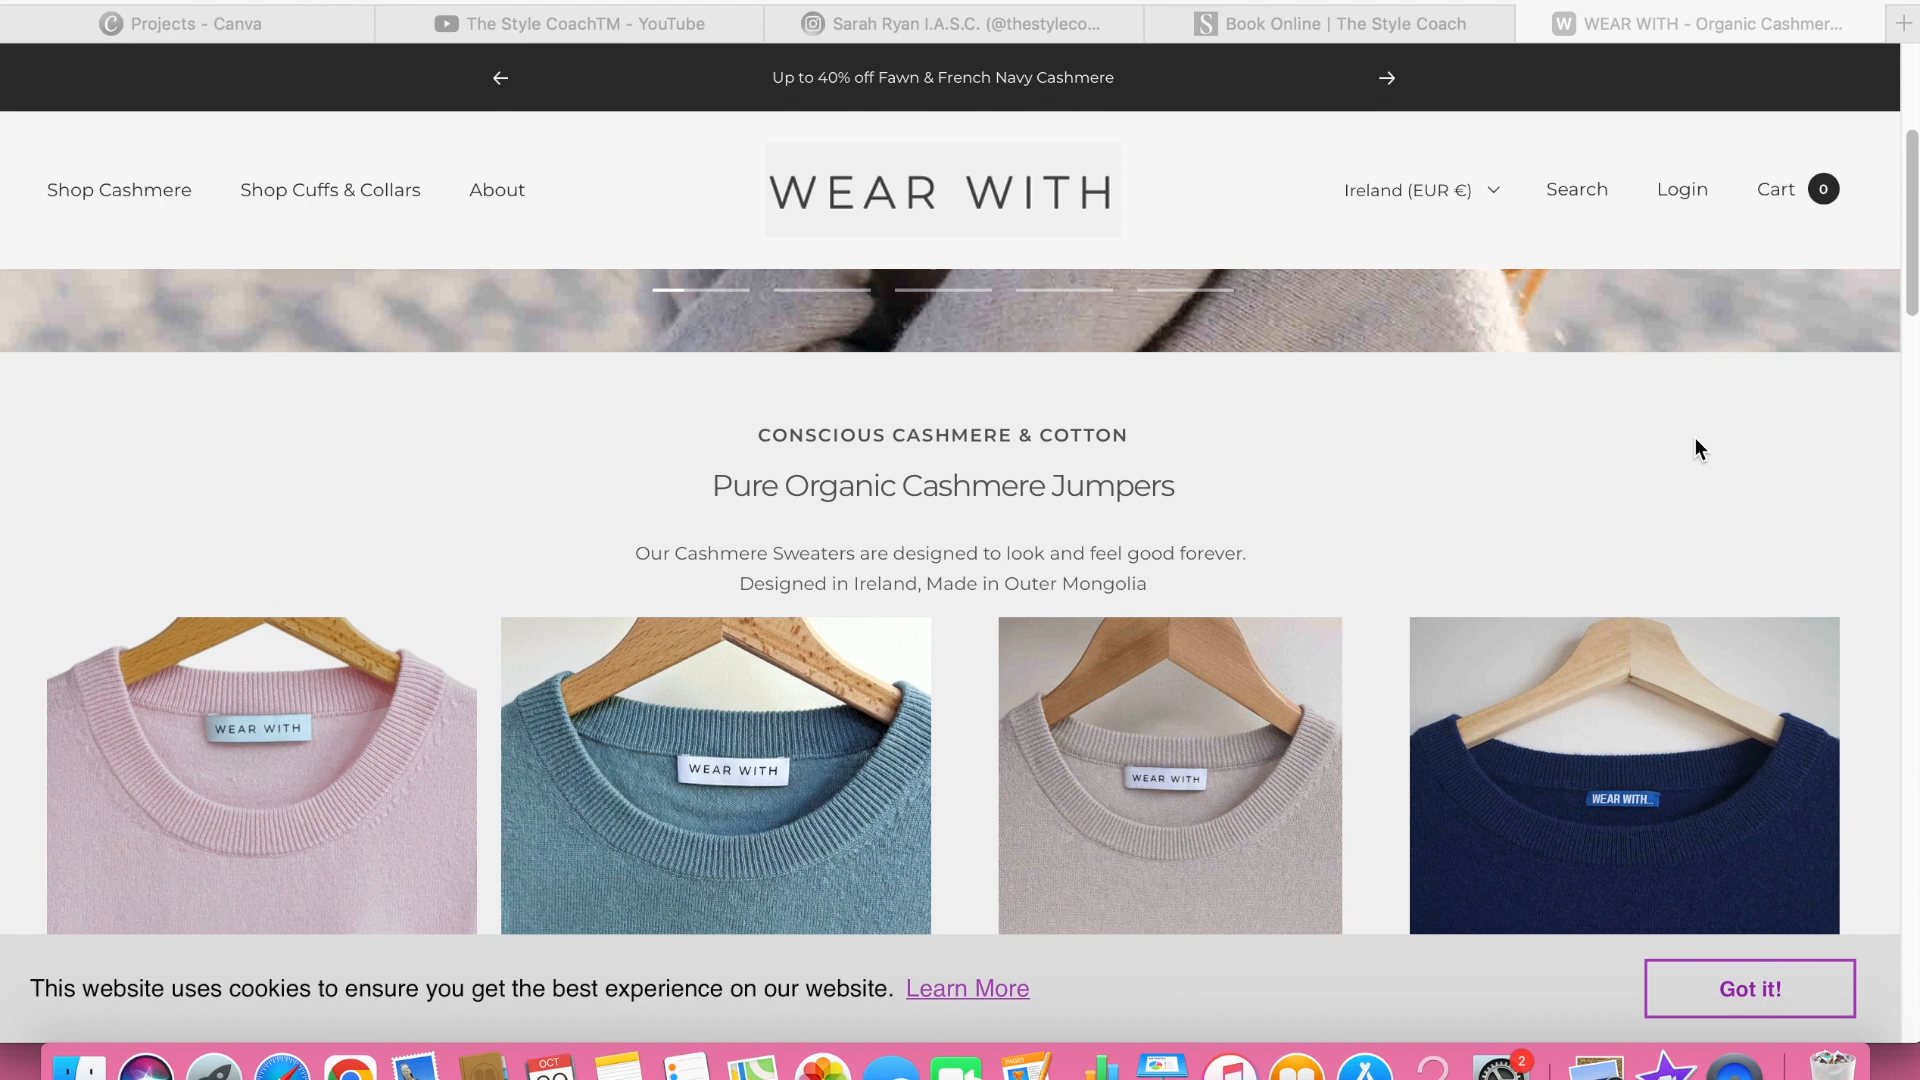 Projects - Canva
The Style CoachTM - YouTube
Sarah Ryan I.A.S.C. (@thestyleco...
Book Online | The Style Coach
WEAR WITH - Organic Cashmer...
Up to 40% off Fawn & French Navy Cashmere
Shop Cashmere
Shop Cuffs & Collars
About
WEAR WITH
Ireland (EUR €)
Search
Login
Cart 0
CONSCIOUS CASHMERE & COTTON
Pure Organic Cashmere Jumpers
Our Cashmere Sweaters are designed to look and feel good forever.
Designed in Ireland, Made in Outer Mongolia
WEAR WITH
WEAR WITH
WEAR WITH
WEAR WITH...
This website uses cookies to ensure you get the best experience on our website. Learn More
Got it!
OCT
PAGES
2